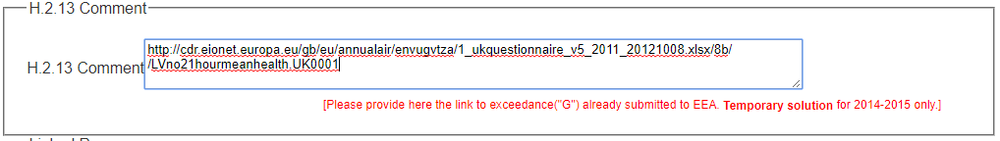 H.2.13 Comment
H.2.13 Comment
http://cdr.eionet.europa.eu/gb/eu/annualair/envugvtza/1_ukquestionnaire_v5_2011_20121008.xlsx/8b/
/LVno21hourmeanhealth.UK0001
[Please provide here the link to exceedance("G") already submitted to EEA. Temporary solution for 2014-2015 only.]